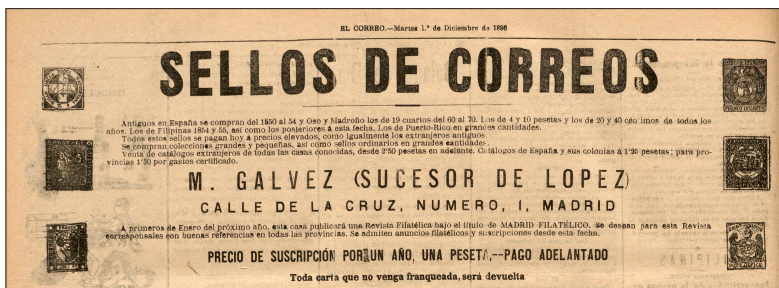 EL CORREO.—Martes 1.º de Diciembre de 1896
SELLOS DE CORREOS
Antiguos en España se compran del 1850 al 54 y Oso y Madroño los de 19 cuartos del 60 al 70. Los de 4 y 10 pesetas y los de 20 y 40 céntimos de todos los
años. Los de Filipinas 1854 y 55, así como los posteriores á esta fecha. Los de Puerto-Rico en grandes cantidades.
Todos estos sellos se pagan hoy á precios elevados, como igualmente los extranjeros antiguos.
Se compran colecciones grandes y pequeñas, así como sellos ordinarios en grandes cantidades.
Venta de catálogos extranjeros de todas las casas conocidas, desde 2'50 pesetas en adelante. Catálogos de España y sus colonias á 1'25 pesetas; para pro-
vincias 1'50 por gastos certificado.
M. GALVEZ (SUCESOR DE LOPEZ)
CALLE DE LA CRUZ, NUMERO, I, MADRID
A primeros de Enero del próximo año, esta casa publicará una Revista Filatélica bajo el título de MADRID FILATÉLICO. Se desean para esta Revista
corresponsales con buenas referencias en todas las provincias. Se admiten anuncios filatélicos y suscripciones desde esta fecha.
PRECIO DE SUSCRIPCIÓN POR UN AÑO, UNA PESETA,--PAGO ADELANTADO
Toda carta que no venga franqueada, será devuelta